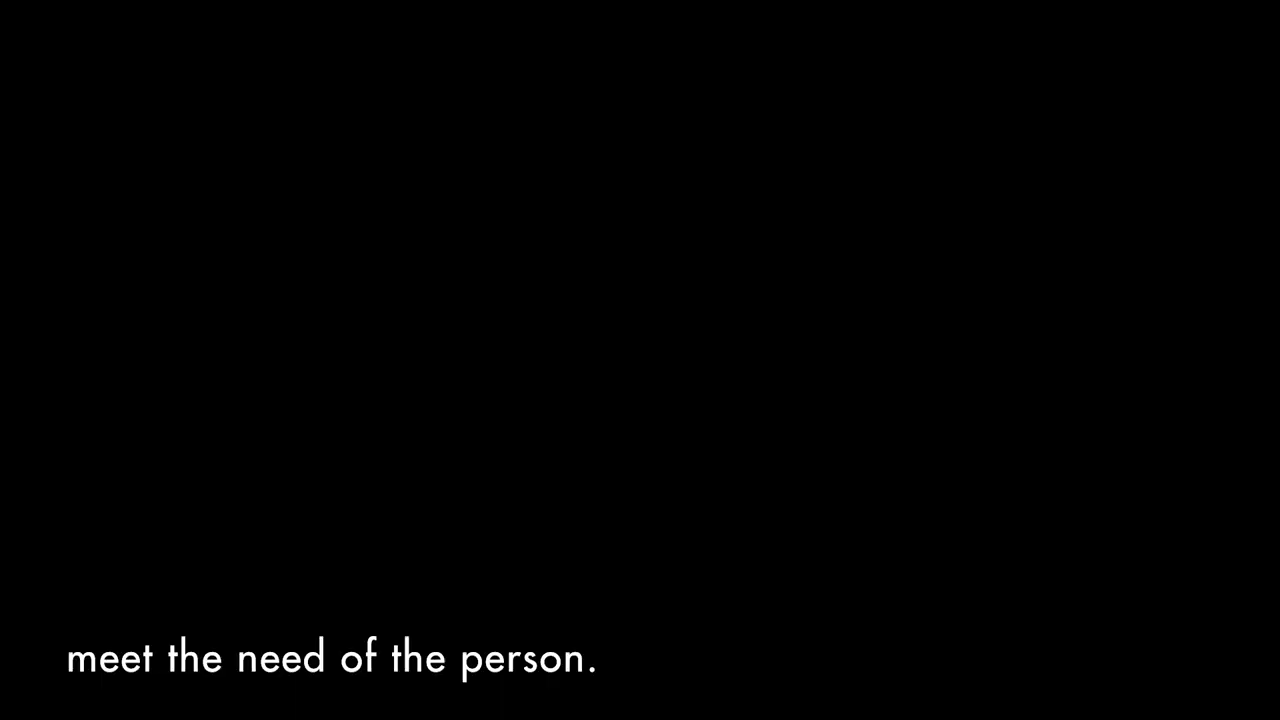 meet the need of the person.